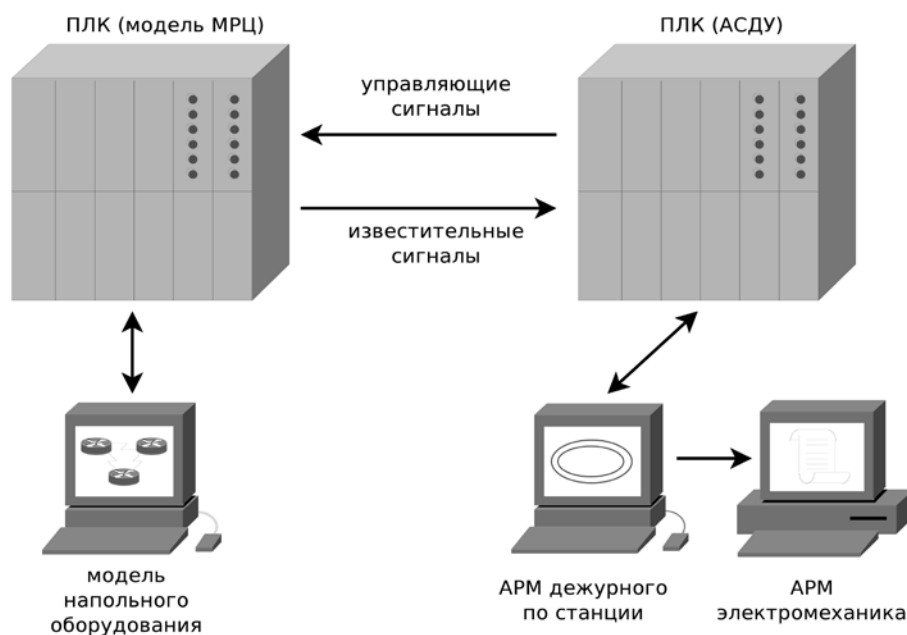 ПЛК (модель МРЦ)
ПЛК (АСДУ)
управляющие
сигналы
известительные
сигналы
модель
напольного
оборудования
АРМ дежурного
по станции
АРМ
электромеханика